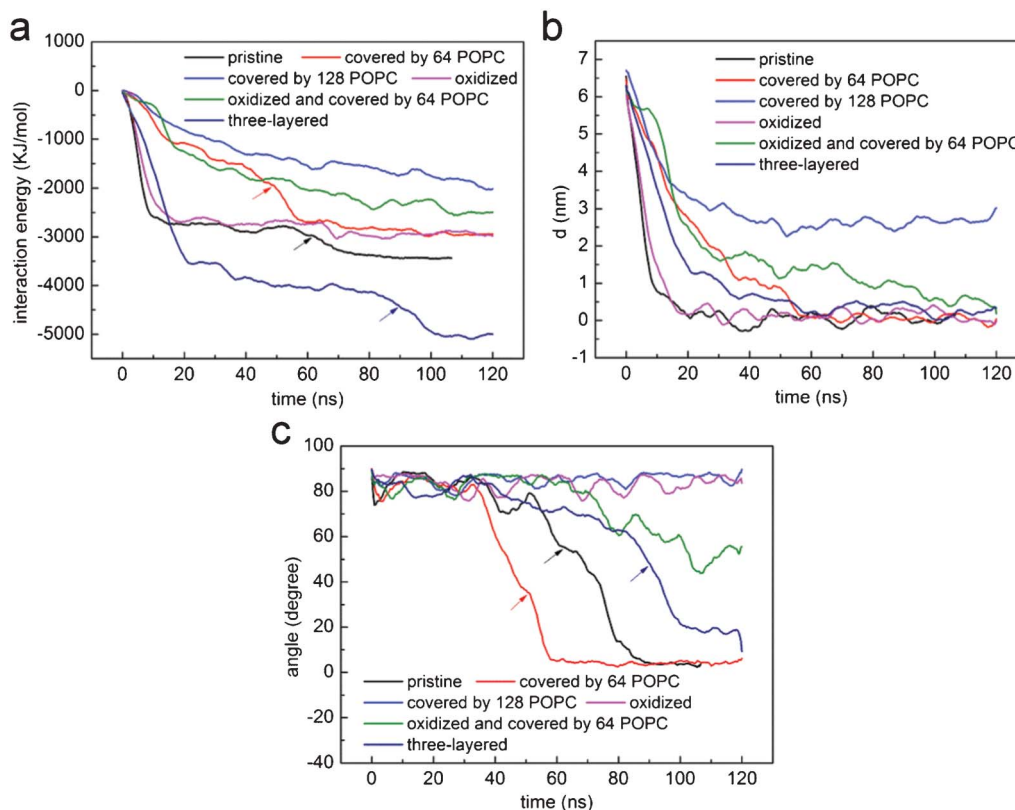 a
1000
0
-1000
-2000
-3000
-4000
-5000
interaction energy (KJ/mol)
pristine covered by 64 POPC
covered by 128 POPC oxidized
oxidized and covered by 64 POPC
three-layered
0 20 40 60 80 100 120
time (ns)
b
7
6
5
4
3
2
1
0
-1
d (nm)
pristine
covered by 64 POPC
covered by 128 POPC
oxidized
oxidized and covered by 64 POPC
three-layered
0 20 40 60 80 100 120
time (ns)
c
100
80
60
40
20
0
-20
-40
angle (degree)
pristine covered by 64 POPC
covered by 128 POPC oxidized
oxidized and covered by 64 POPC
three-layered
0 20 40 60 80 100 120
time (ns)